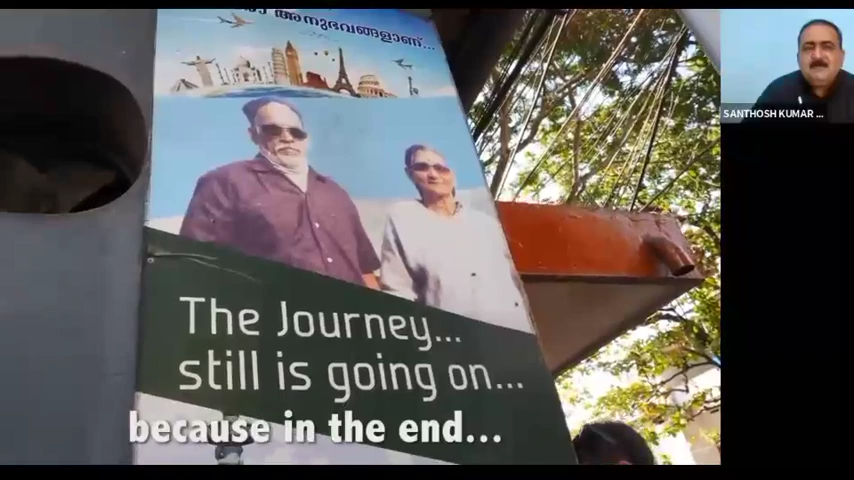 അനുഭവങ്ങളാണ്...
SANTHOSH KUMAR ...
The Journey...
still is going on...
because in the end...